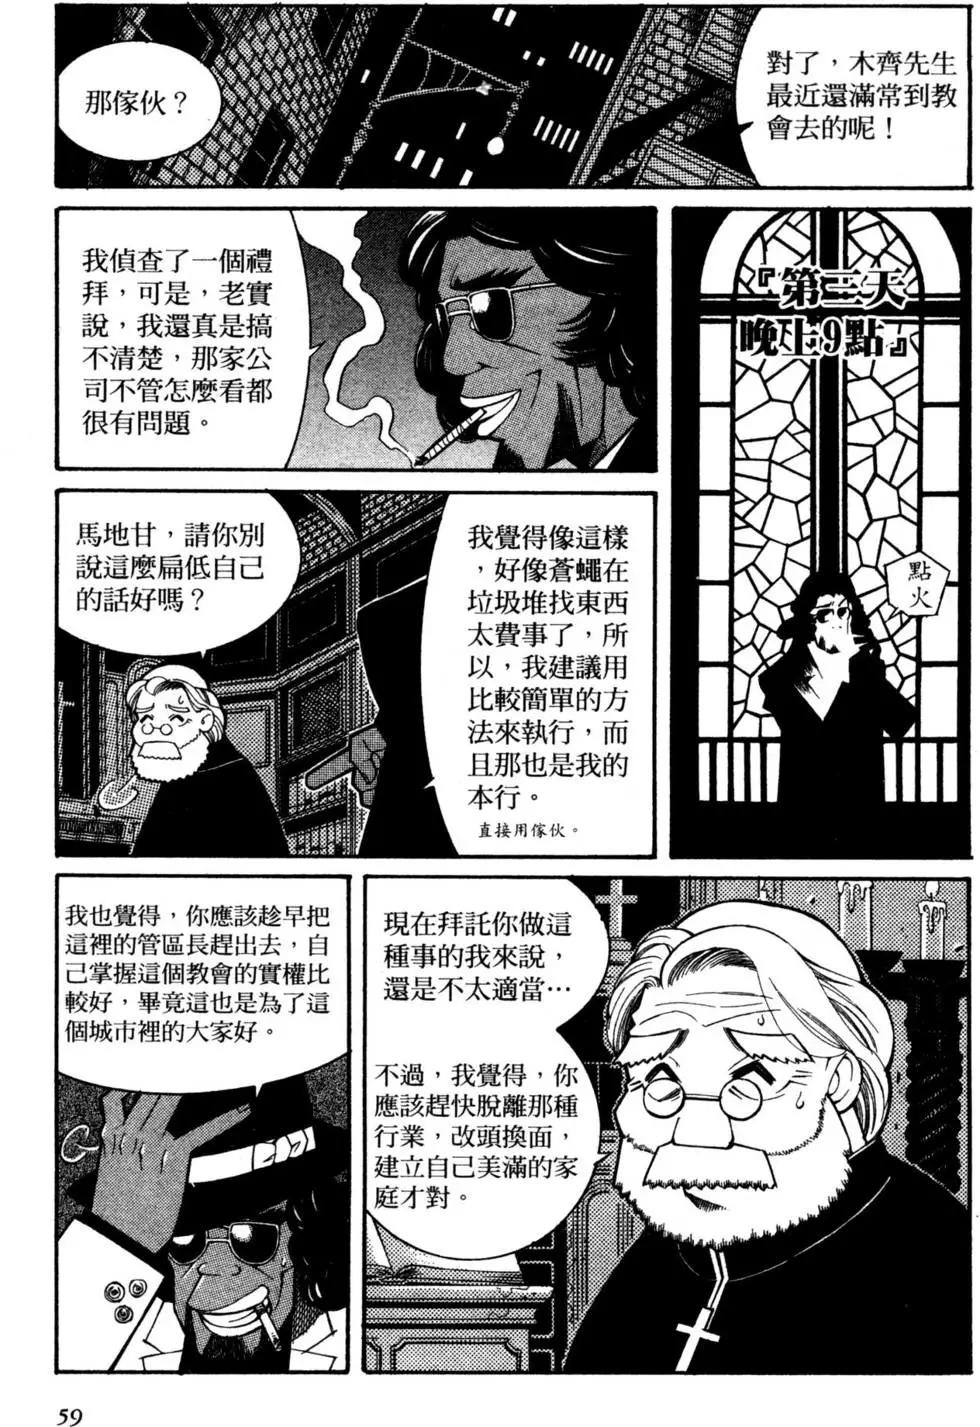 對了，木齊先生
最近還滿常到教
會去的呢！
那傢伙？
『第三天
晚上9點』
點火
我偵查了一個禮
拜，可是，老實
說，我還真是搞
不清楚，那家公
司不管怎麼看都
很有問題。
我覺得像這樣
，好像蒼蠅在
垃圾堆找東西
太費事了，所
以，我建議用
比較簡單的方
法來執行，而
且那也是我的
本行。
直接用傢伙。
馬地甘，請你別
說這麼扁低自己
的話好嗎？
現在拜託你做這
種事的我來說，
還是不太適當…
不過，我覺得，你
應該趕快脫離那種
行業，改頭換面，
建立自己美滿的家
庭才對。
我也覺得，你應該趁早把
這裡的管區長趕出去，自
己掌握這個教會的實權比
較好，畢竟這也是為了這
個城市裡的大家好。
59